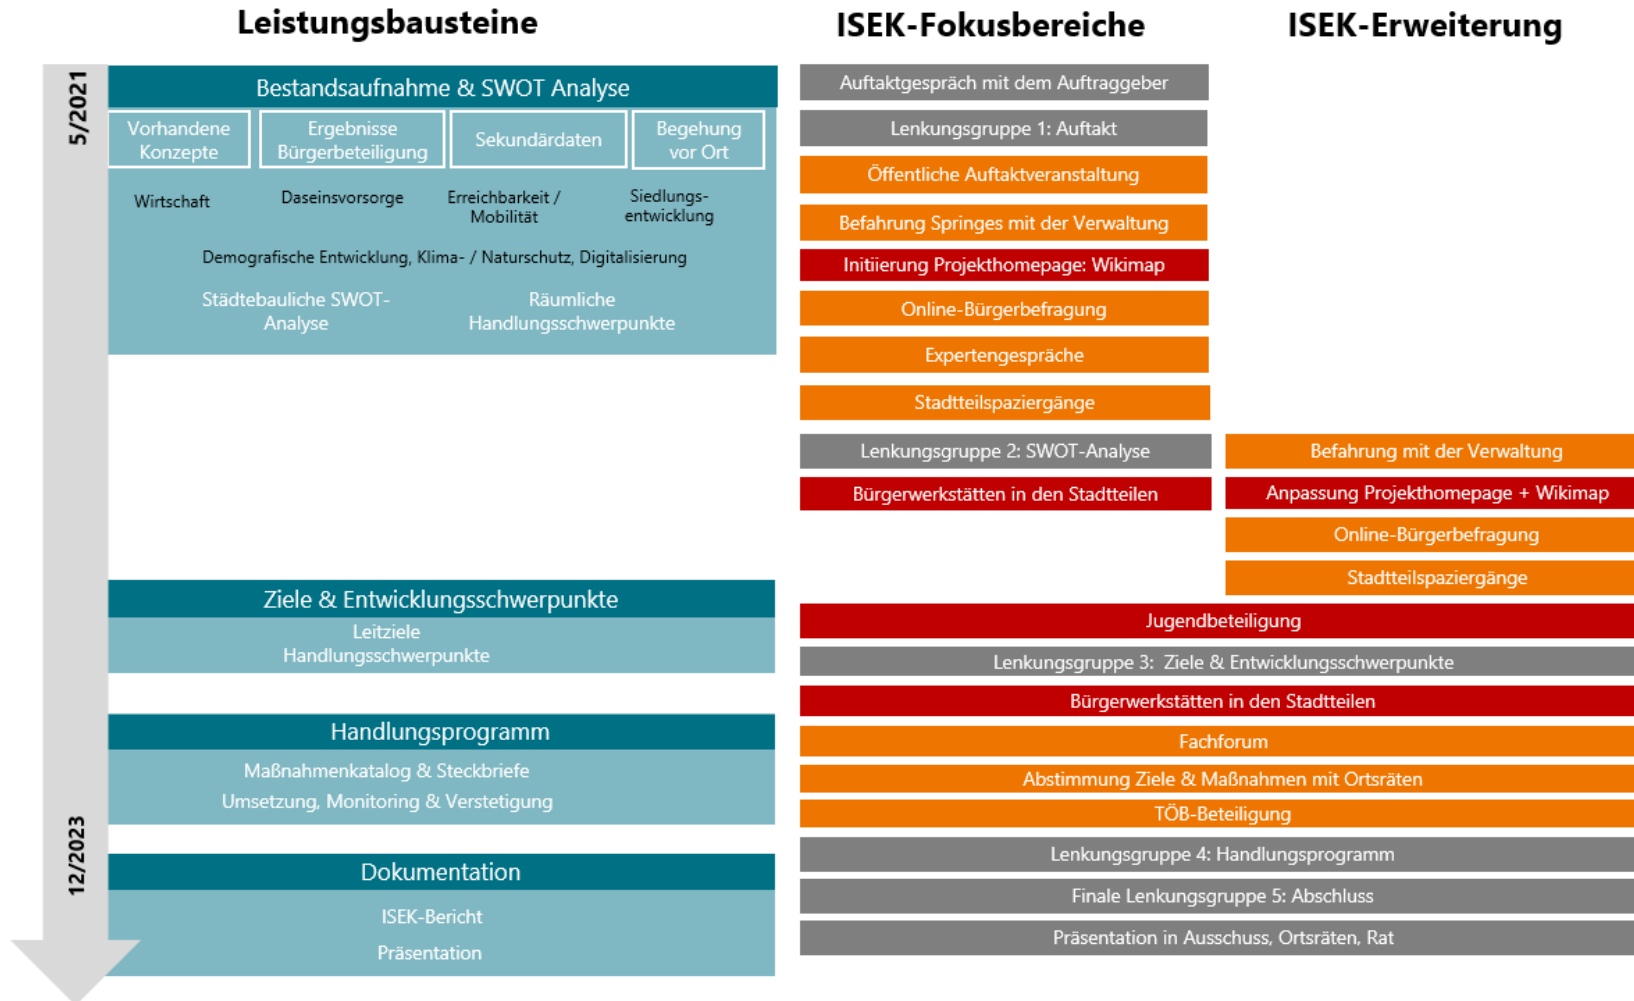 Leistungsbausteine
ISEK-Fokusbereiche
ISEK-Erweiterung
5/2021
12/2023
Bestandsaufnahme & SWOT Analyse
Vorhandene
Konzepte
Ergebnisse
Bürgerbeteiligung
Sekundärdaten
Begehung
vor Ort
Wirtschaft
Daseinsvorsorge
Erreichbarkeit /
Mobilität
Siedlungs-
entwicklung
Demografische Entwicklung, Klima- / Naturschutz, Digitalisierung
Städtebauliche SWOT-
Analyse
Räumliche
Handlungsschwerpunkte
Ziele & Entwicklungsschwerpunkte
Leitziele
Handlungsschwerpunkte
Handlungsprogramm
Maßnahmenkatalog & Steckbriefe
Umsetzung, Monitoring & Verstetigung
Dokumentation
ISEK-Bericht
Präsentation
Auftaktgespräch mit dem Auftraggeber
Lenkungsgruppe 1: Auftakt
Öffentliche Auftaktveranstaltung
Befahrung Springes mit der Verwaltung
Initiierung Projekthomepage: Wikimap
Online-Bürgerbefragung
Expertengespräche
Stadtteilspaziergänge
Lenkungsgruppe 2: SWOT-Analyse
Bürgerwerkstätten in den Stadtteilen
Befahrung mit der Verwaltung
Anpassung Projekthomepage + Wikimap
Online-Bürgerbefragung
Stadtteilspaziergänge
Jugendbeteiligung
Lenkungsgruppe 3: Ziele & Entwicklungsschwerpunkte
Bürgerwerkstätten in den Stadtteilen
Fachforum
Abstimmung Ziele & Maßnahmen mit Ortsräten
TÖB-Beteiligung
Lenkungsgruppe 4: Handlungsprogramm
Finale Lenkungsgruppe 5: Abschluss
Präsentation in Ausschuss, Ortsräten, Rat